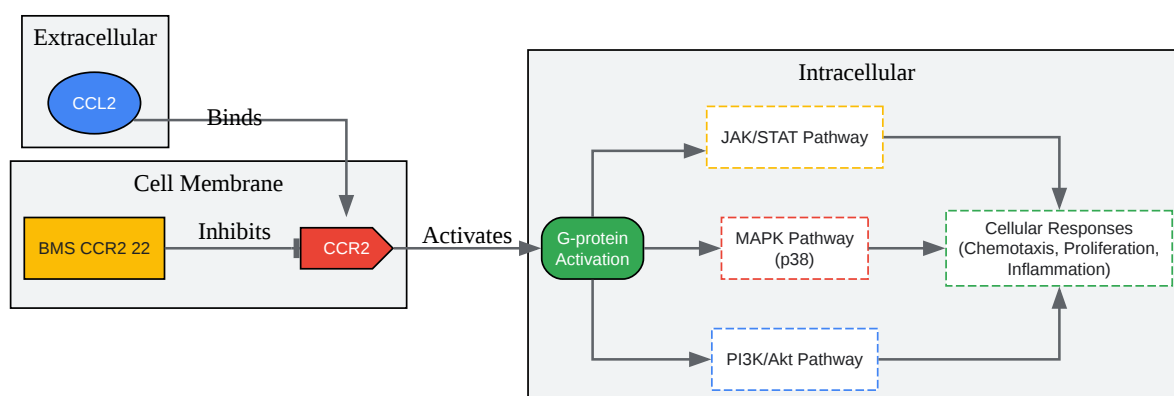 Extracellular
CCL2
Binds
Cell Membrane
BMS CCR2 22
Inhibits
CCR2
Activates
Intracellular
G-protein
Activation
JAK/STAT Pathway
MAPK Pathway
(p38)
PI3K/Akt Pathway
Cellular Responses
(Chemotaxis, Proliferation,
Inflammation)